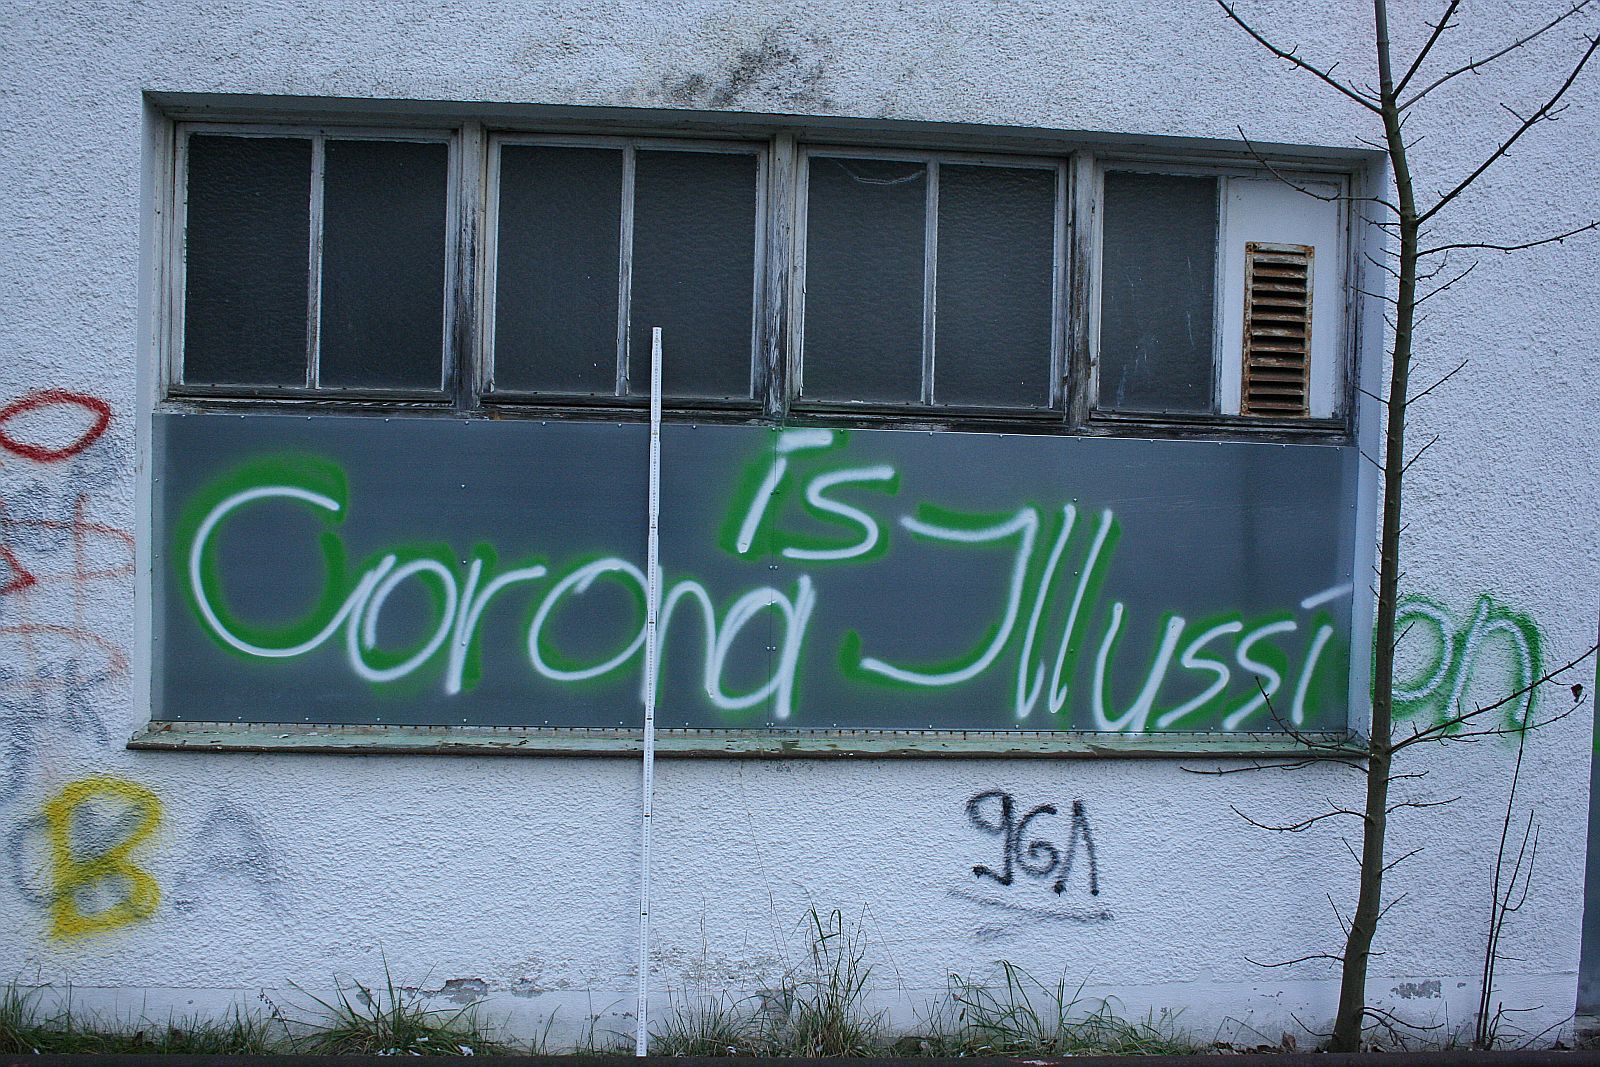 Corona is Illussion
961
B
A